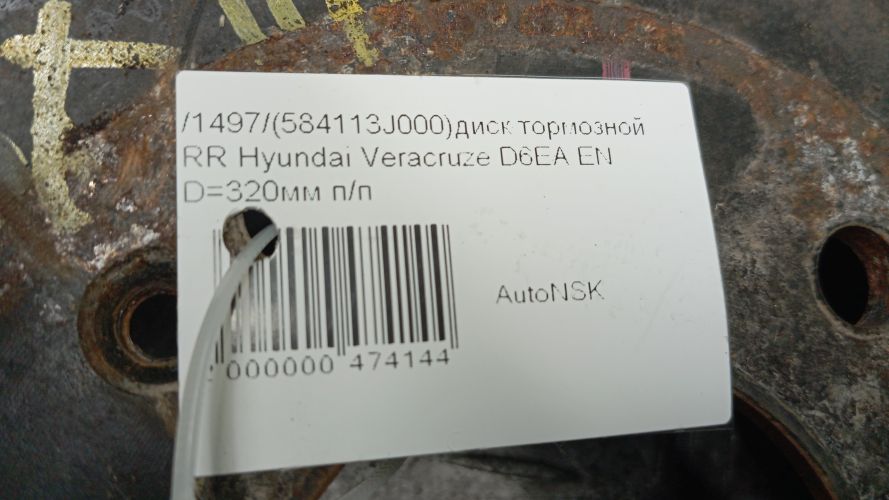 /1497/(584113J000)диск тормозной
RR Hyundai Veracruze D6EA EN
D=320мм п/п
AutoNSK
000000 474144